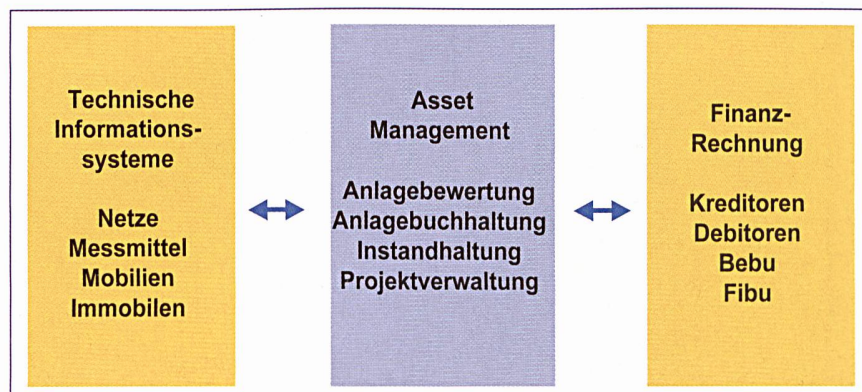 Technische
Informations-
systeme
Netze
Messmittel
Mobilien
Immobilen
Asset
Management
Anlagebewertung
Anlagebuchhaltung
Instandhaltung
Projektverwaltung
Finanz-
Rechnung
Kreditoren
Debitoren
Bebu
Fibu